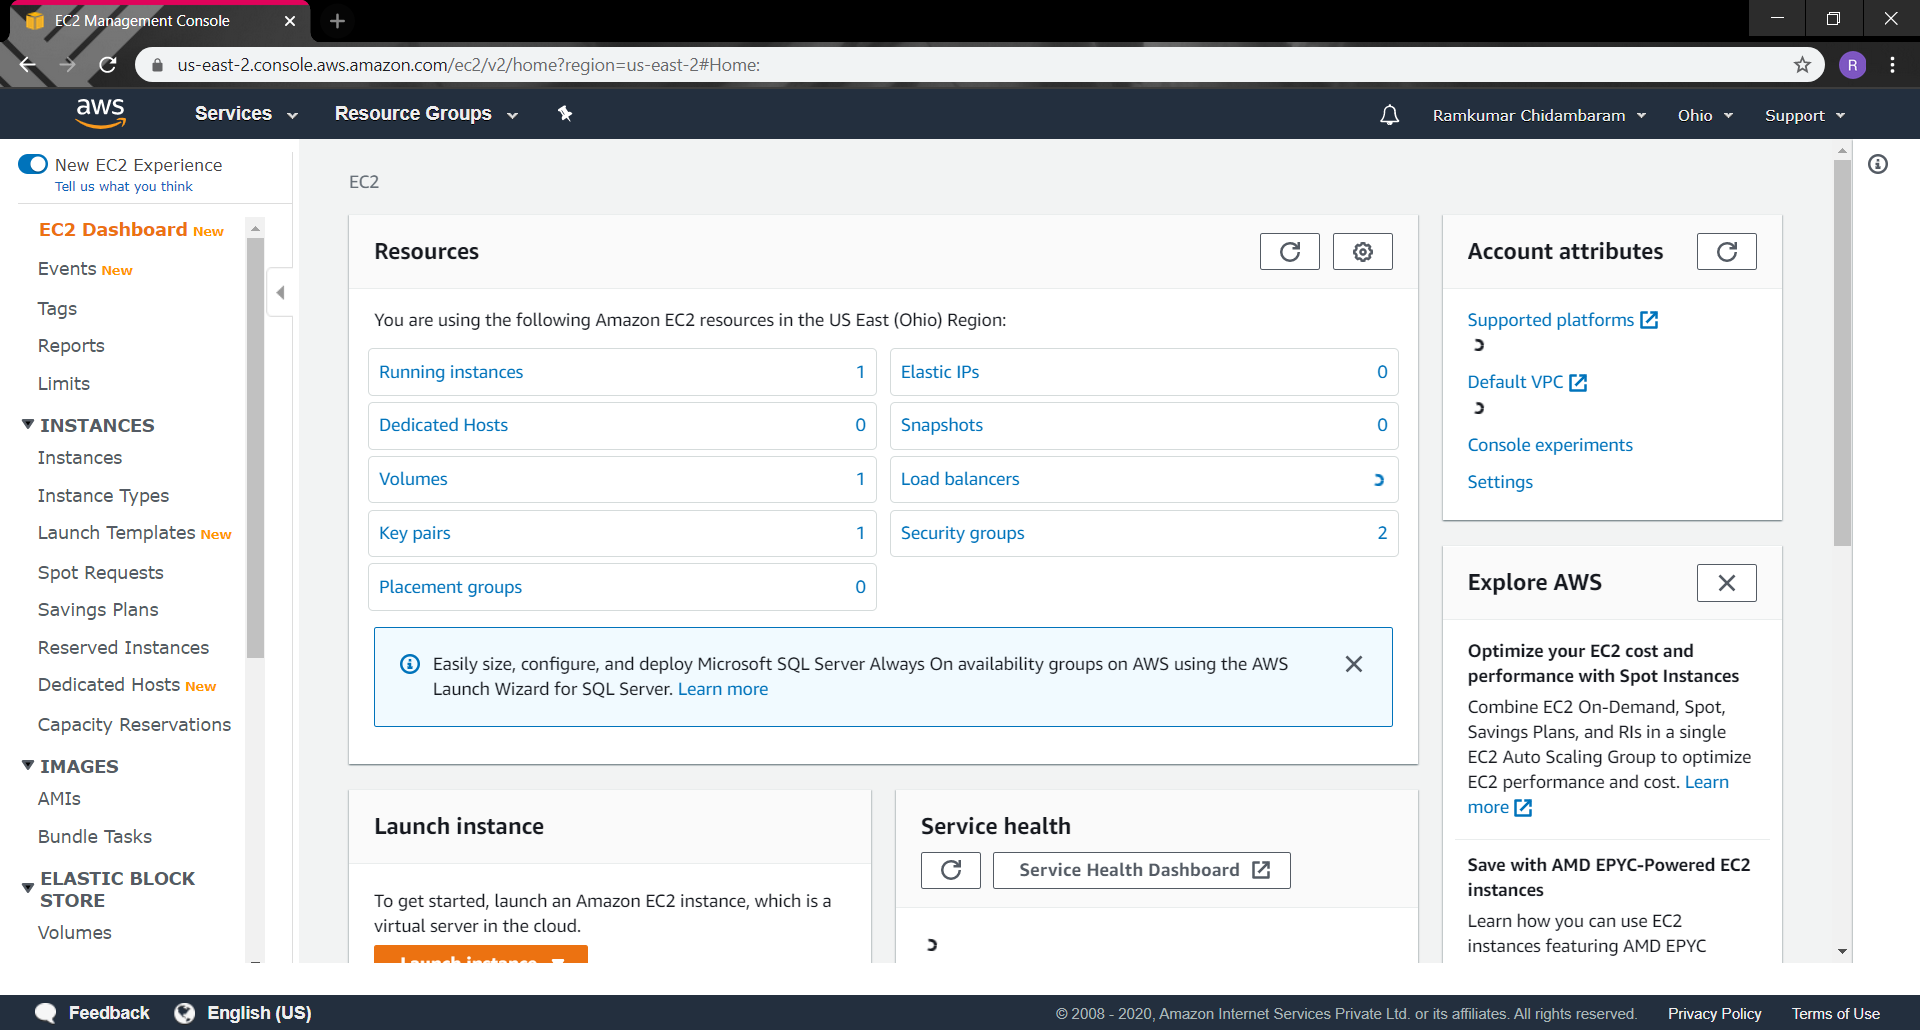 EC2 Management Console
us-east-2.console.aws.amazon.com/ec2/v2/home?region=us-east-2#Home:
R
aws
Services
Resource Groups
Ramkumar Chidambaram
Ohio
Support
New EC2 Experience
Tell us what you think
EC2 Dashboard New
Events New
Tags
Reports
Limits
INSTANCES
Instances
Instance Types
Launch Templates New
Spot Requests
Savings Plans
Reserved Instances
Dedicated Hosts New
Capacity Reservations
IMAGES
AMIs
Bundle Tasks
ELASTIC BLOCK
STORE
Volumes
EC2
Resources
You are using the following Amazon EC2 resources in the US East (Ohio) Region:
Running instances 1
Elastic IPs 0
Dedicated Hosts 0
Snapshots 0
Volumes 1
Load balancers
Key pairs 1
Security groups 2
Placement groups 0
Easily size, configure, and deploy Microsoft SQL Server Always On availability groups on AWS using the AWS
Launch Wizard for SQL Server. Learn more
Launch instance
To get started, launch an Amazon EC2 instance, which is a
virtual server in the cloud.
Launch instance
Service health
Service Health Dashboard
Account attributes
Supported platforms
Default VPC
Console experiments
Settings
Explore AWS
Optimize your EC2 cost and
performance with Spot Instances
Combine EC2 On-Demand, Spot,
Savings Plans, and RIs in a single
EC2 Auto Scaling Group to optimize
EC2 performance and cost. Learn
more
Save with AMD EPYC-Powered EC2
instances
Learn how you can use EC2
instances featuring AMD EPYC
Feedback
English (US)
© 2008 - 2020, Amazon Internet Services Private Ltd. or its affiliates. All rights reserved.
Privacy Policy
Terms of Use